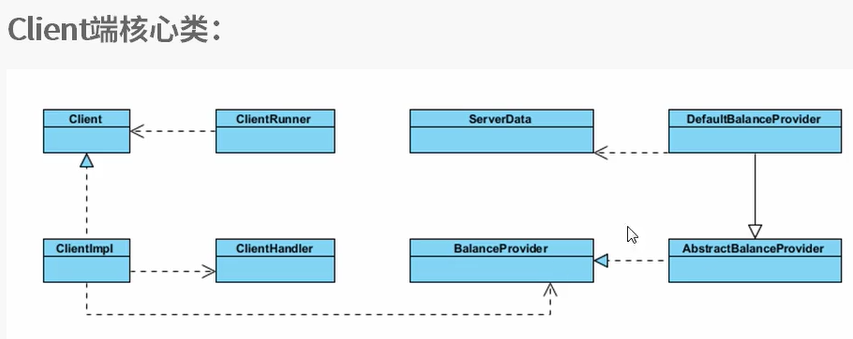 Client端核心类：
Client
ClientRunner
ServerData
DefaultBalanceProvider
ClientImpl
ClientHandler
BalanceProvider
AbstractBalanceProvider